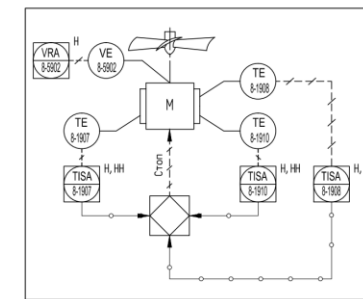 VRA
8-5902
H
VE
8-5902
TE
8-1908
M
TE
8-1907
TE
8-1910
Стоп
TISA
8-1907
H, HH
TISA
8-1910
H, HH
TISA
8-1908
H,